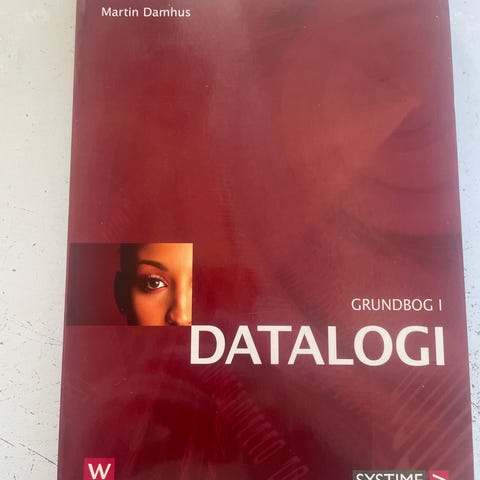 Martin Damhus
GRUNDBOG I
DATALOGI
W
SYSTIME >